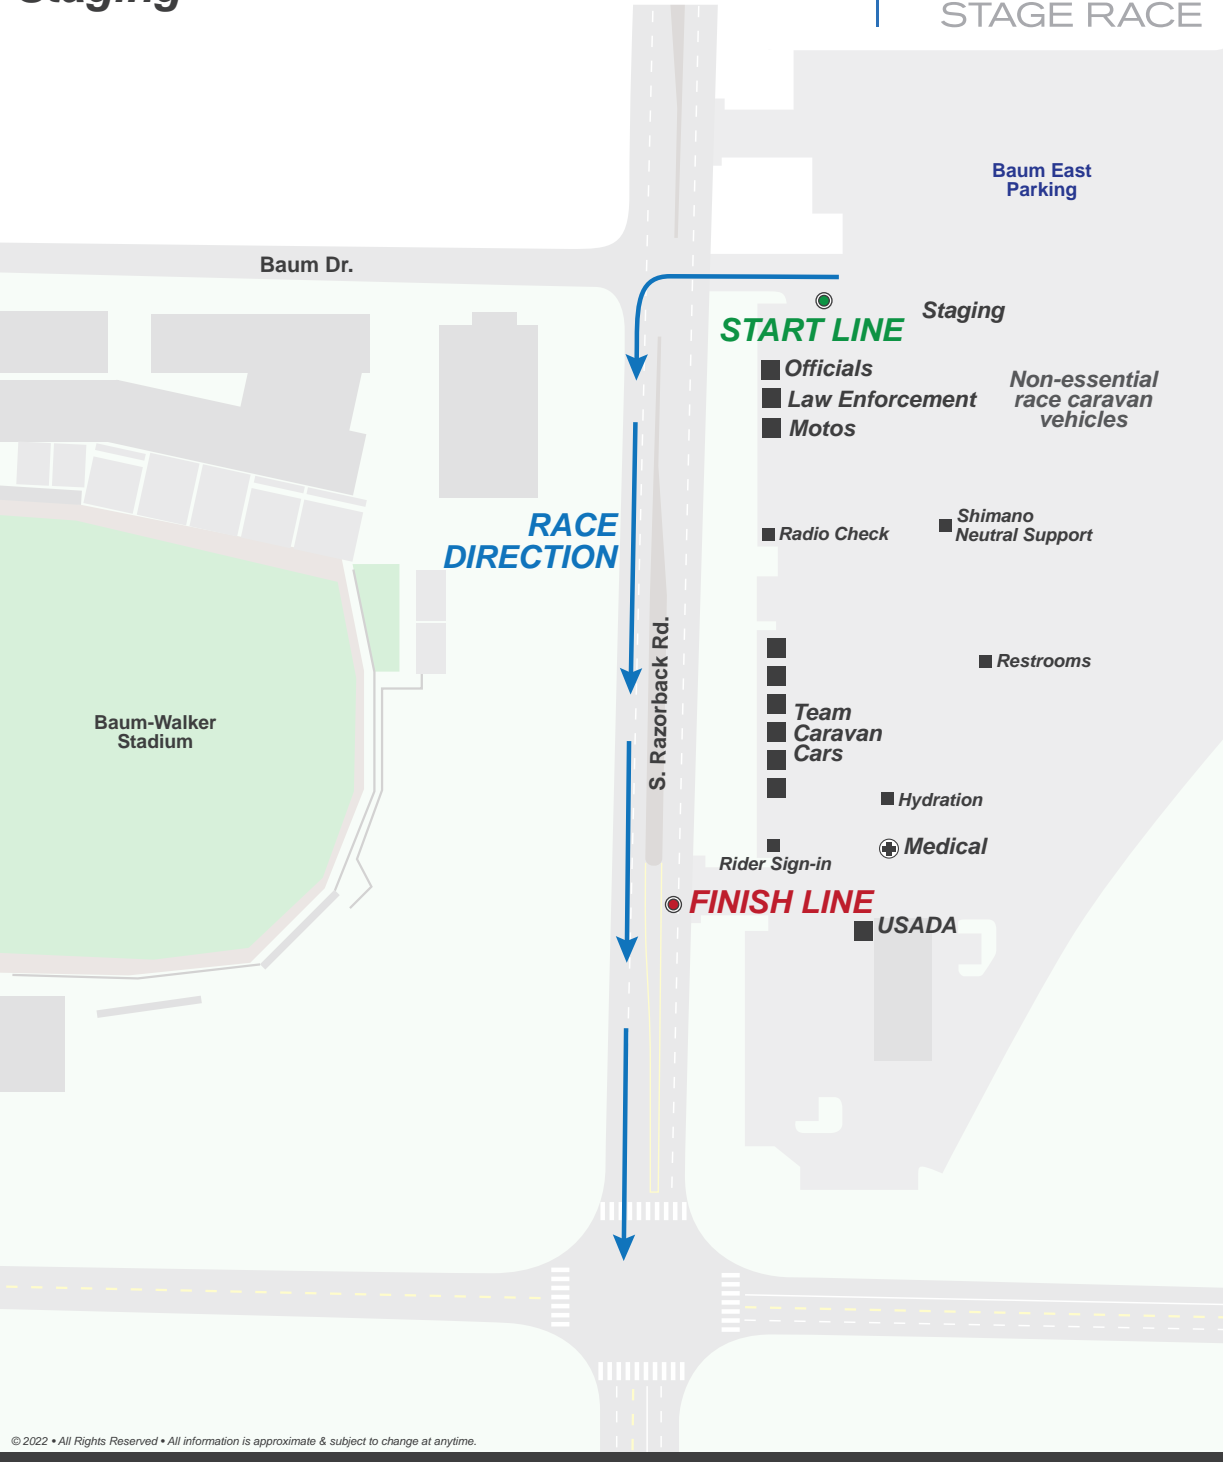 Staging
STAGE RACE
Baum East
Parking
Baum Dr.
Staging
START LINE
Officials
Law Enforcement
Motos
Non-essential
race caravan
vehicles
RACE
DIRECTION
Radio Check
Shimano
Neutral Support
S. Razorback Rd.
Restrooms
Baum-Walker
Stadium
Team
Caravan
Cars
Hydration
Medical
Rider Sign-in
FINISH LINE
USADA
© 2022 • All Rights Reserved • All information is approximate & subject to change at anytime.